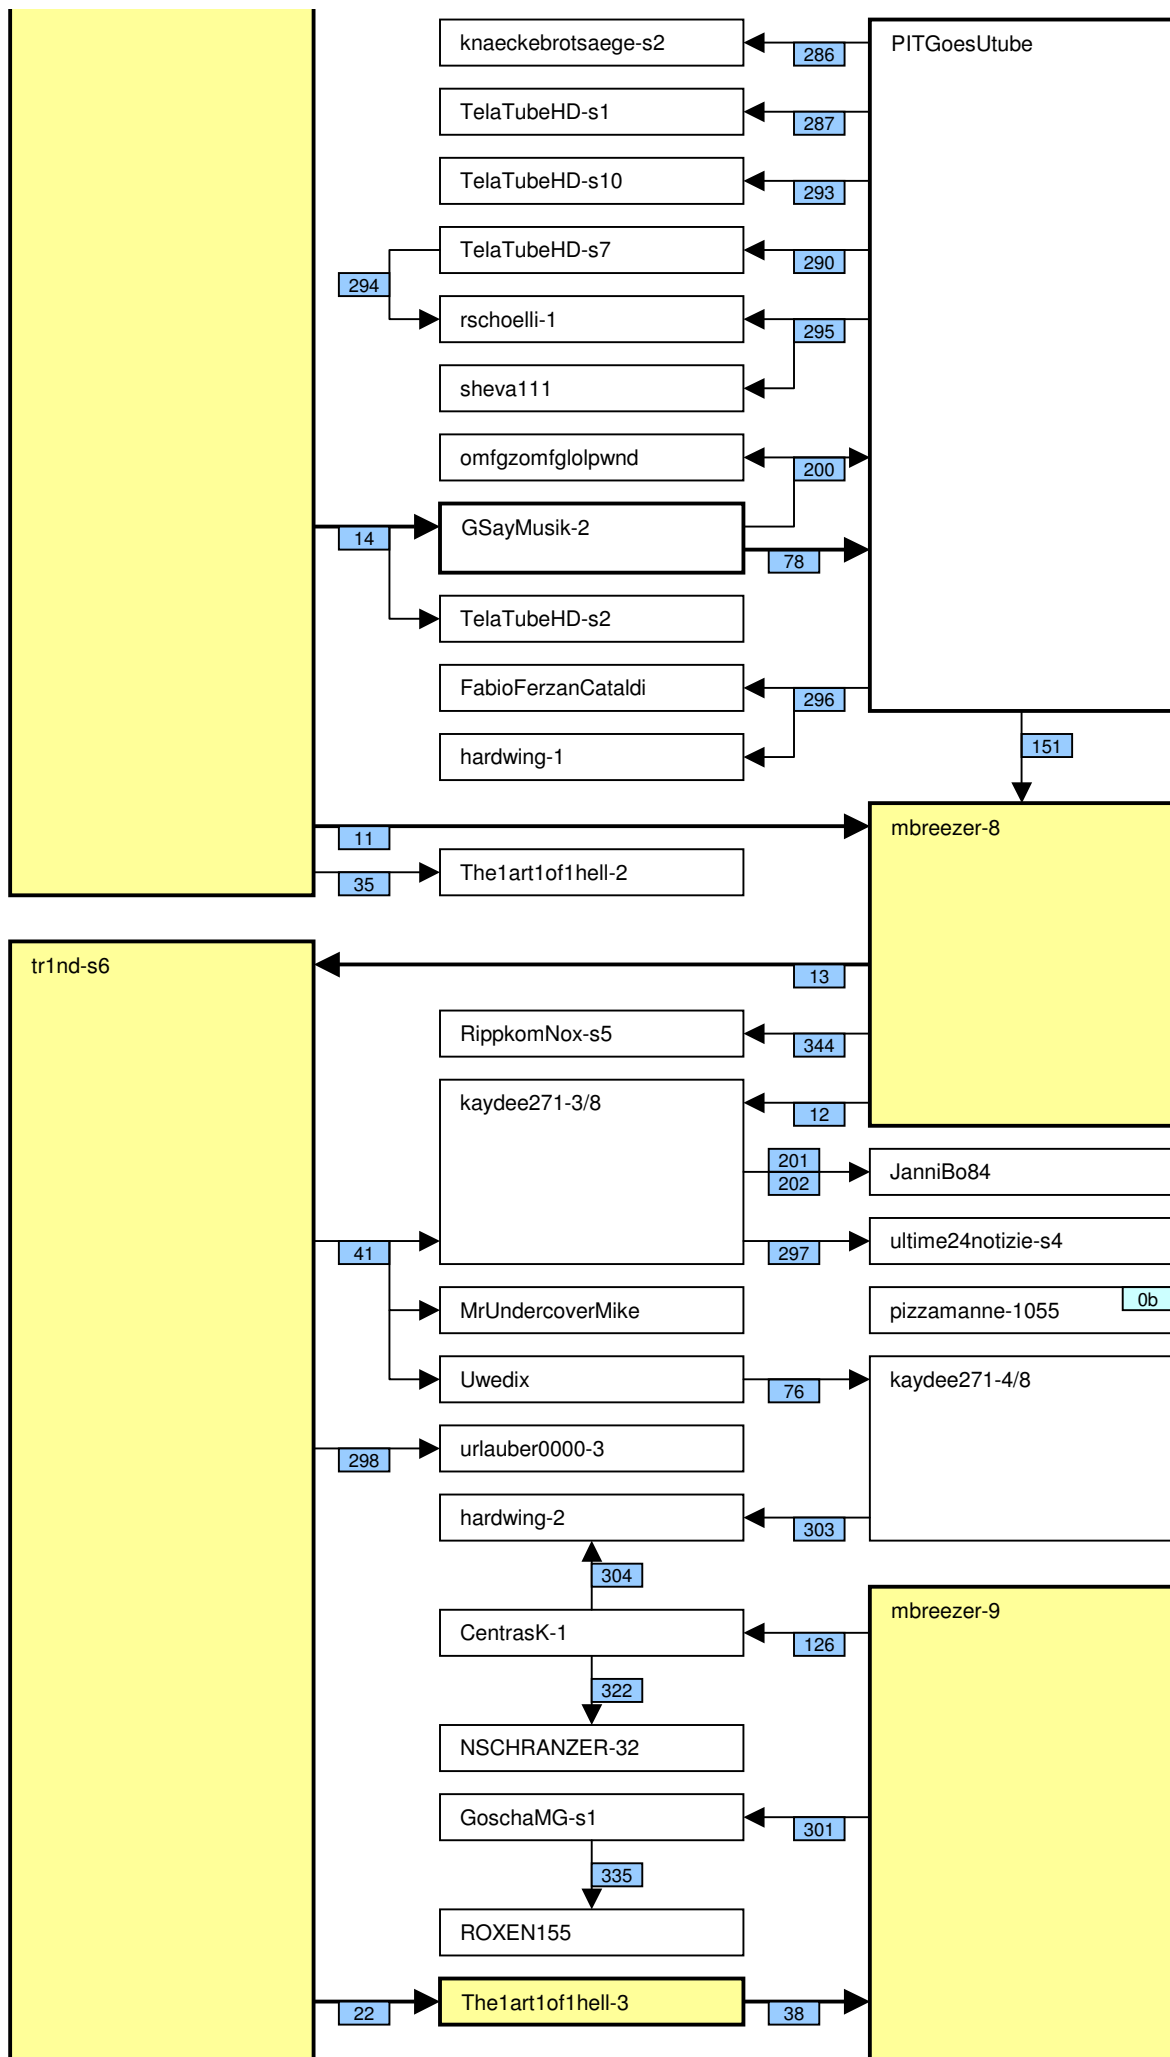 knaeckebrotsaege-s2
286
PITGoesUtube
TelaTubeHD-s1
287
TelaTubeHD-s10
293
TelaTubeHD-s7
290
294
rschoelli-1
295
sheva111
omfgzomfglolpwnd
200
GSayMusik-2
14
78
TelaTubeHD-s2
FabioFerzanCataldi
296
hardwing-1
151
mbreezer-8
11
The1art1of1hell-2
35
tr1nd-s6
13
RippkomNox-s5
344
kaydee271-3/8
12
201
JanniBo84
202
ultime24notizie-s4
41
297
0b
MrUndercoverMike
pizzamanne-1055
Uwedix
76
kaydee271-4/8
urlauber0000-3
298
hardwing-2
303
304
mbreezer-9
CentrasK-1
126
322
NSCHRANZER-32
GoschaMG-s1
301
335
ROXEN155
The1art1of1hell-3
22
38